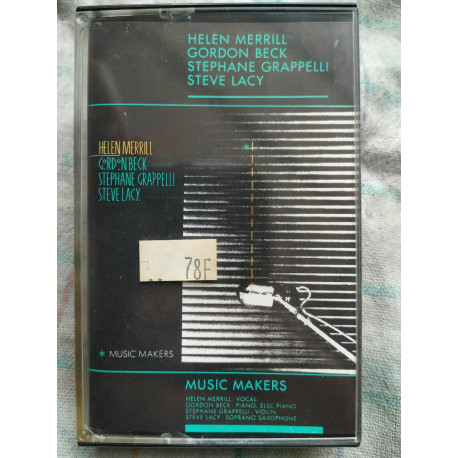 HELEN MERRILL
GORDON BECK
STEPHANE GRAPPELLI
STEVE LACY
*
HELEN MERRILL
GORDON BECK
STEPHANE GRAPPELLI
STEVE LACY.
78F
* MUSIC MAKERS
MUSIC MAKERS
HELEN MERRILL : VOCAL
GORDON BECK : PIANO, ELEC PIANO
STEPHANE GRAPPELLI : VIOLIN
STEVE LACY : SOPRANO SAXOPHONE